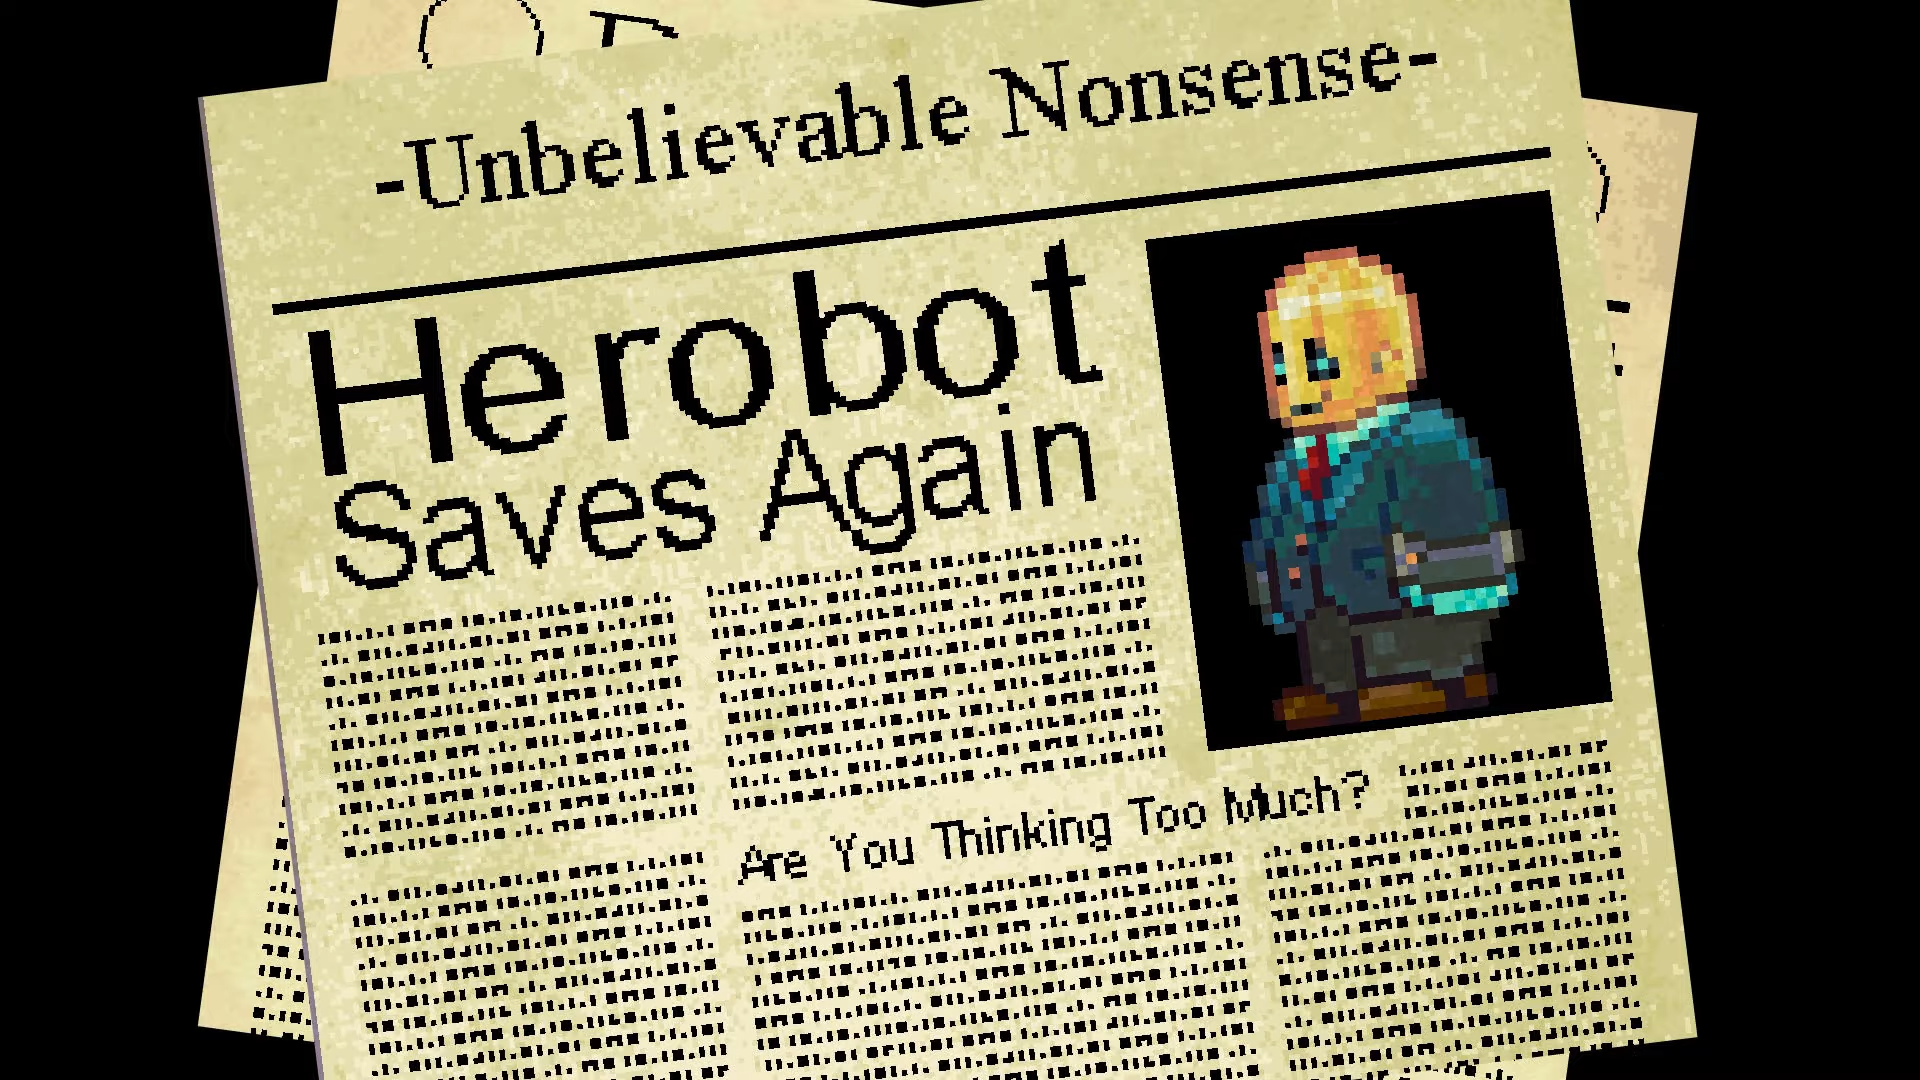 -Unbelievable Nonsense-
Herobot
Saves Again
Are You Thinking Too Much?